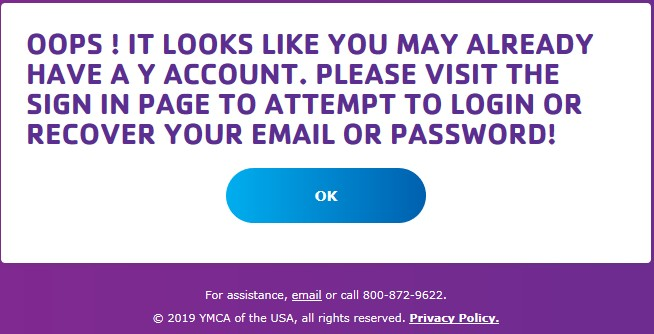 OOPS ! IT LOOKS LIKE YOU MAY ALREADY
HAVE A Y ACCOUNT. PLEASE VISIT THE
SIGN IN PAGE TO ATTEMPT TO LOGIN OR
RECOVER YOUR EMAIL OR PASSWORD!
OK
For assistance, email or call 800-872-9622.
© 2019 YMCA of the USA, all rights reserved. Privacy Policy.